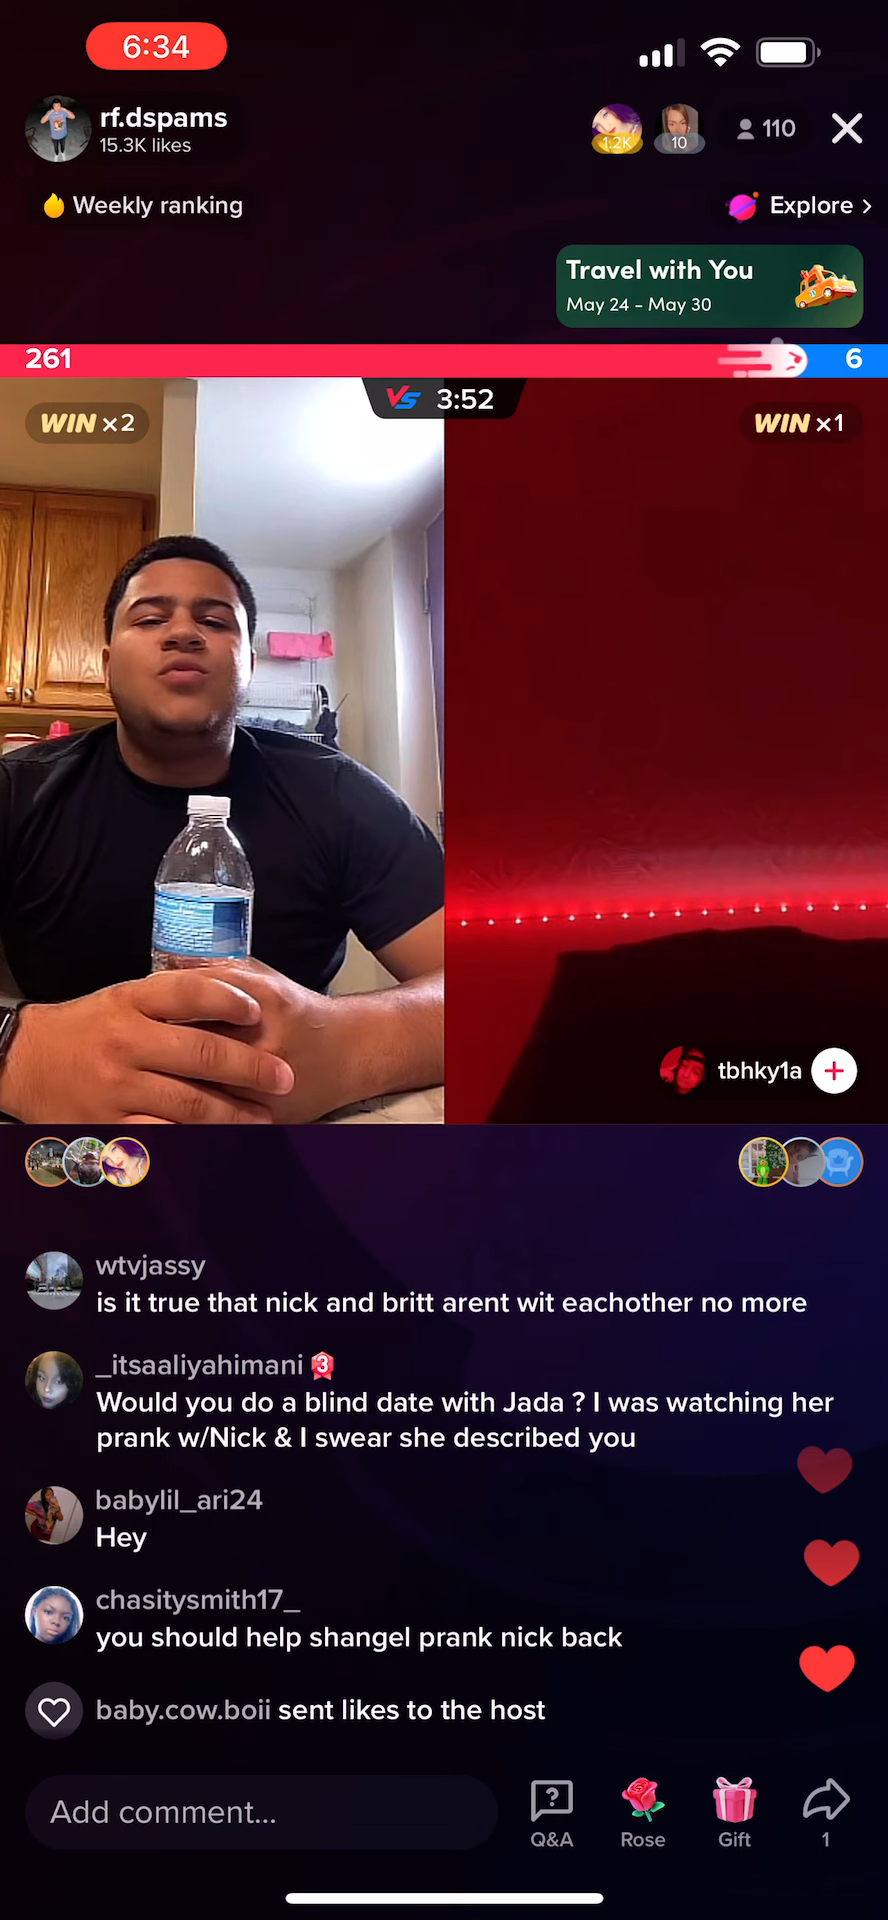 6:34
rf.dspams
15.3K likes
1.2K
10
110
Weekly ranking
Explore >
Travel with You
May 24 - May 30
261
6
VS 3:52
WIN x2
WIN x1
tbhky1a
wtvjassy
is it true that nick and britt arent wit eachother no more
_itsaaliyahimani 3
Would you do a blind date with Jada ? I was watching her
prank w/Nick & I swear she described you
babylil_ari24
Hey
chasitysmith17_
you should help shangel prank nick back
baby.cow.boii sent likes to the host
Add comment...
Q&A
Rose
Gift
1